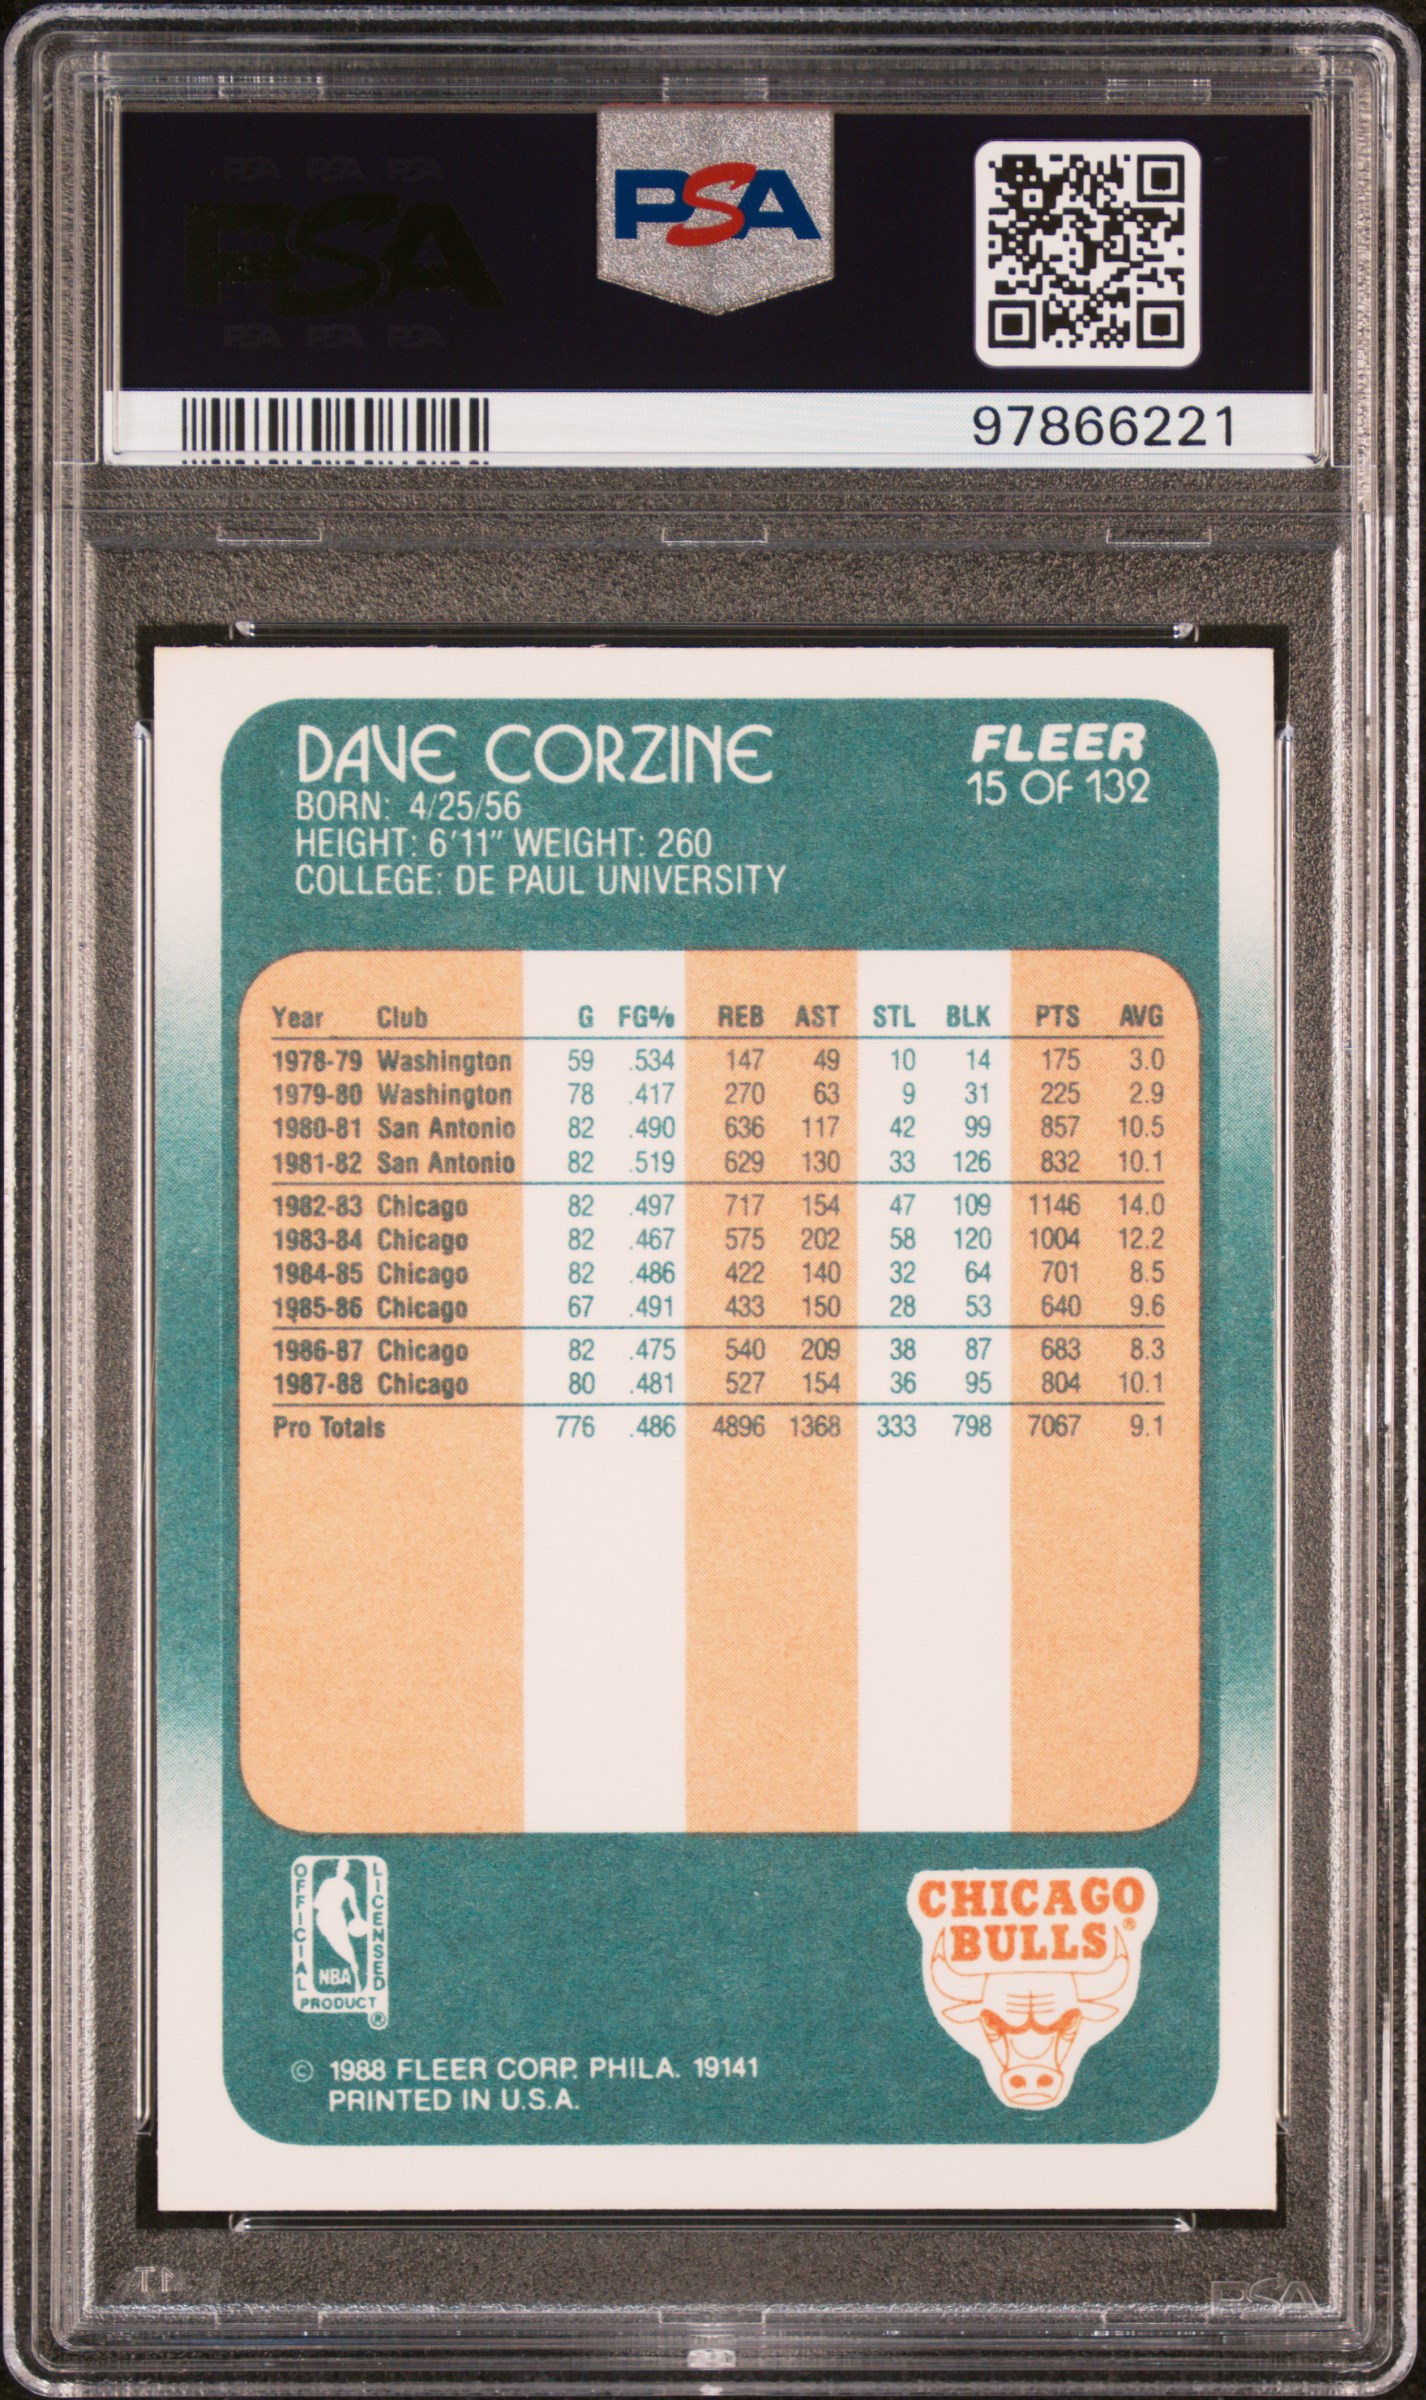 PSA PSA PSA
PSA
PSA PSA PSA
PSA
97866221
DAVE CORZINE
FLEER
15 OF 132
BORN: 4/25/56
HEIGHT: 6'11" WEIGHT: 260
COLLEGE: DE PAUL UNIVERSITY
Year Club G FG% REB AST STL BLK PTS AVG
1978-79 Washington 59 .534 147 49 10 14 175 3.0
1979-80 Washington 78 .417 270 63 9 31 225 2.9
1980-81 San Antonio 82 .490 636 117 42 99 857 10.5
1981-82 San Antonio 82 .519 629 130 33 126 832 10.1
1982-83 Chicago 82 .497 717 154 47 109 1146 14.0
1983-84 Chicago 82 .467 575 202 58 120 1004 12.2
1984-85 Chicago 82 .486 422 140 32 64 701 8.5
1985-86 Chicago 67 .491 433 150 28 53 640 9.6
1986-87 Chicago 82 .475 540 209 38 87 683 8.3
1987-88 Chicago 80 .481 527 154 36 95 804 10.1
Pro Totals 776 .486 4896 1368 333 798 7067 9.1
OFFICIAL
LICENSED
NBA
PRODUCT
®
CHICAGO
BULLS®
© 1988 FLEER CORP. PHILA. 19141
PRINTED IN U.S.A.
PSA